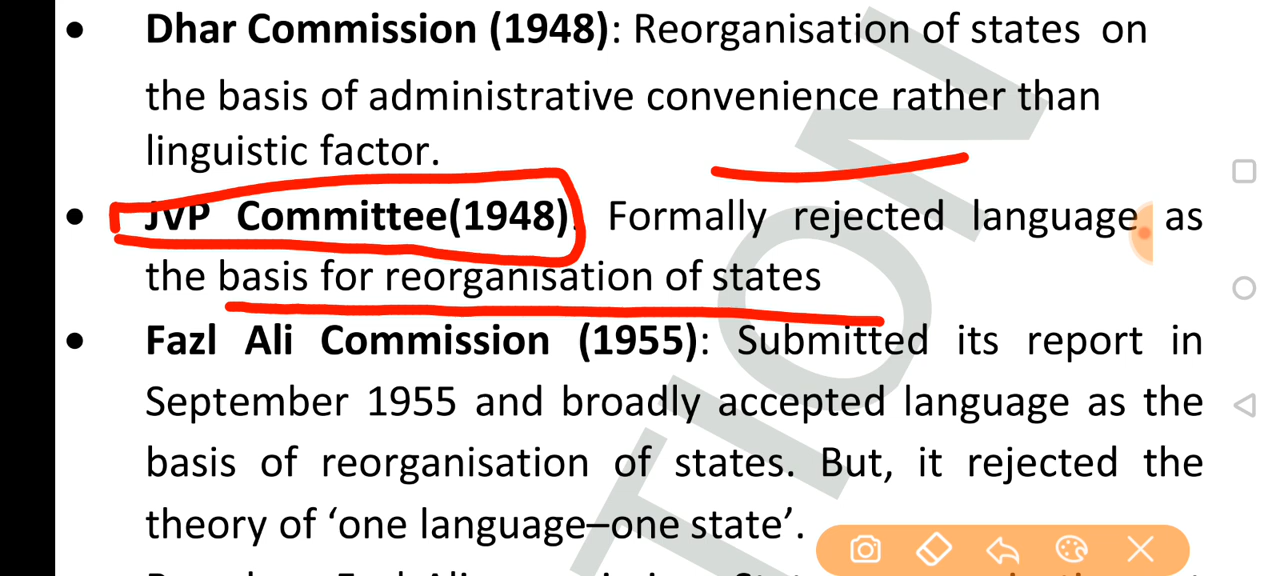 • Dhar Commission (1948): Reorganisation of states on
the basis of administrative convenience rather than
linguistic factor.
• JVP Committee(1948): Formally rejected language as
the basis for reorganisation of states
• Fazl Ali Commission (1955): Submitted its report in
September 1955 and broadly accepted language as the
basis of reorganisation of states. But, it rejected the
theory of ‘one language–one state’.